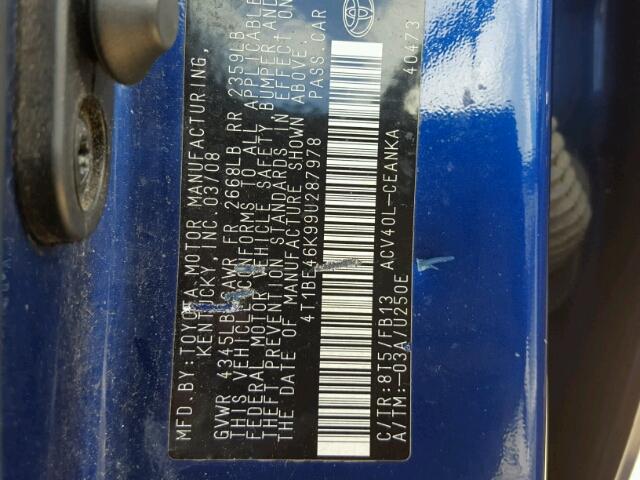 MFD. BY: TOYOTA MOTOR MANUFACTURING,
KENTUCKY, INC. 03/08
GVWR 4345LB GAWR FR 2668LB RR 2359LB
THIS VEHICLE CONFORMS TO ALL APPLICABLE
FEDERAL MOTOR VEHICLE SAFETY, BUMPER, AND
THEFT PREVENTION STANDARDS IN EFFECT ON
THE DATE OF MANUFACTURE SHOWN ABOVE.
4T1BE46K99U287978 PASS. CAR
C/TR: 8T5/FB13 ACV40L-CEANKA 40473
A/TM: -03A/U250E